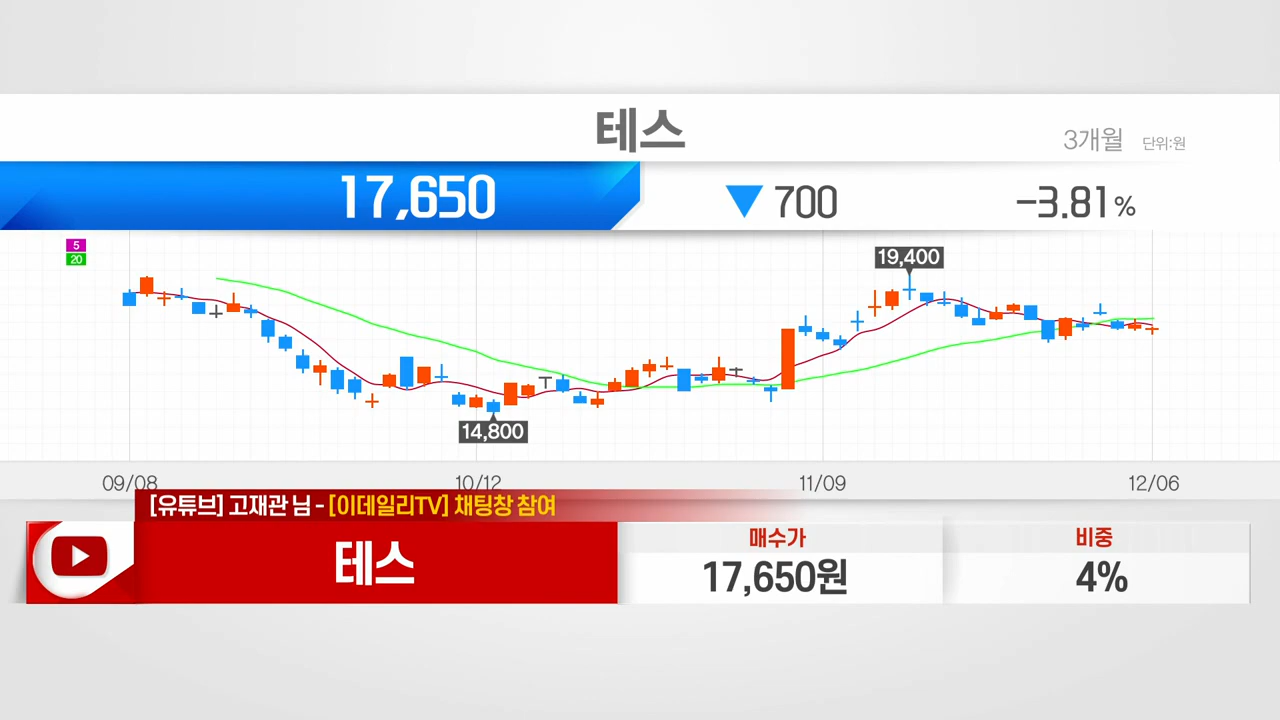 테스
3개월 단위:원
17,650 ▼ 700 -3.81%
5
20
19,400
14,800
09/08 10/12 11/09 12/06
[유튜브] 고재관 님 - [이데일리TV] 채팅창 참여
테스
매수가
17,650원
비중
4%